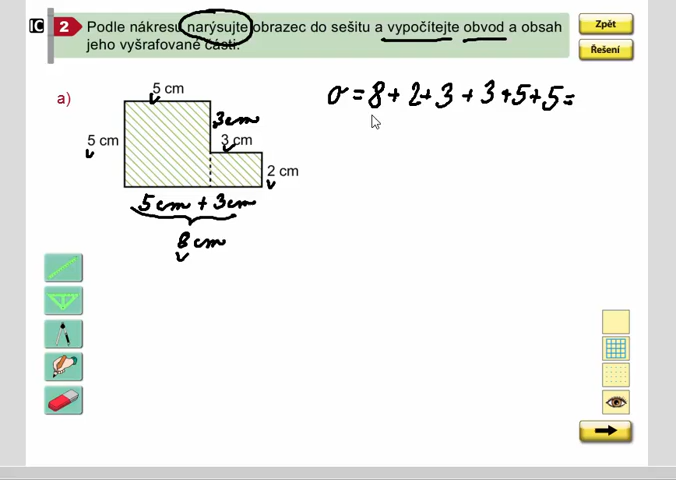 IC 2 Podle nákresu narýsujte obrazec do sešitu a vypočítejte obvod a obsah
jeho vyšrafované části.
Zpět
Řešení
a)
5 cm
3cm
5 cm
3 cm
2 cm
5cm + 3cm
8 cm
σ = 8 + 2 + 3 + 3 + 5 + 5 =